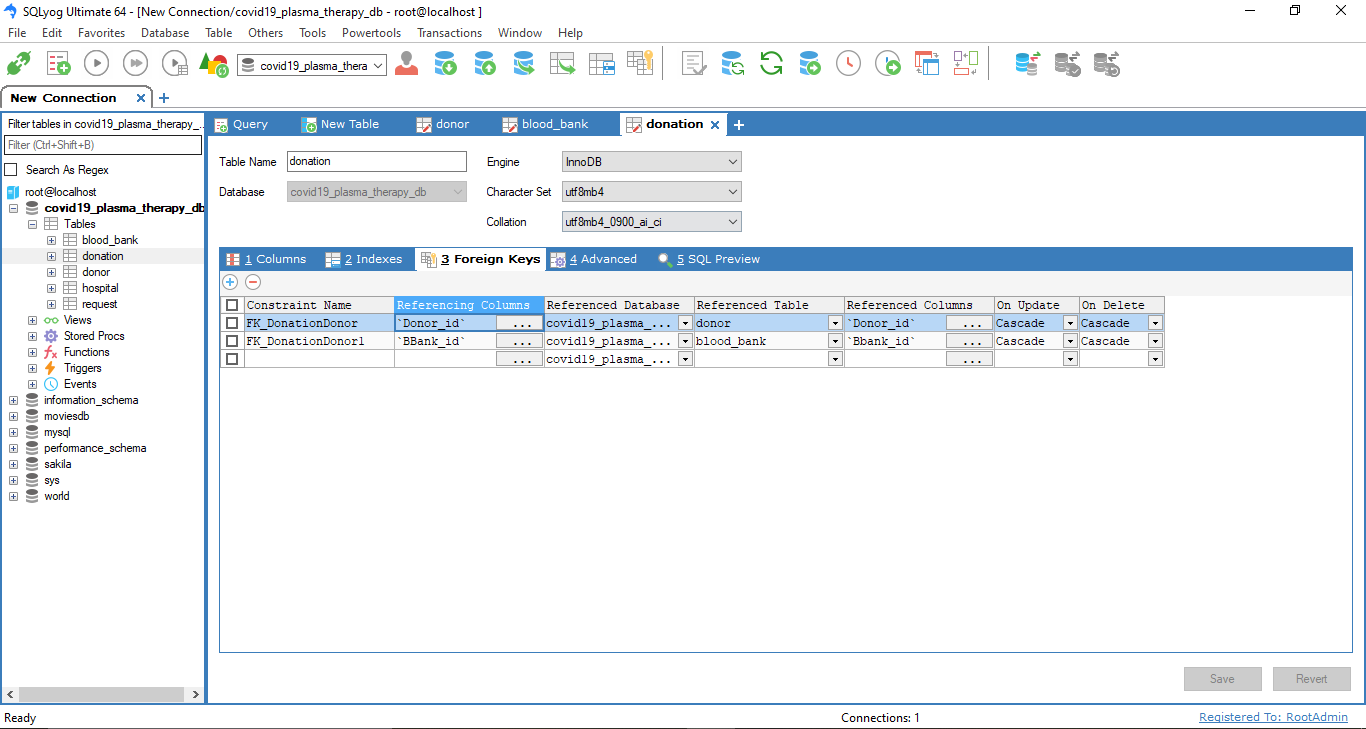 SQLyog Ultimate 64 - [New Connection/covid19_plasma_therapy_db - root@localhost ]
File Edit Favorites Database Table Others Tools Powertools Transactions Window Help
covid19_plasma_thera
New Connection
Filter tables in covid19_plasma_therapy_...
Filter (Ctrl+Shift+B)
Search As Regex
root@localhost
covid19_plasma_therapy_db
Tables
blood_bank
donation
donor
hospital
request
Views
Stored Procs
Functions
Triggers
Events
information_schema
moviesdb
mysql
performance_schema
sakila
sys
world
Query New Table donor blood_bank donation
Table Name donation Engine InnoDB
Database covid19_plasma_therapy_db Character Set utf8mb4
Collation utf8mb4_0900_ai_ci
1 Columns 2 Indexes 3 Foreign Keys 4 Advanced 5 SQL Preview
Constraint Name Referencing Columns Referenced Database Referenced Table Referenced Columns On Update On Delete
FK_DonationDonor `Donor_id` ... covid19_plasma_... donor `Donor_id` ... Cascade Cascade
FK_DonationDonor1 `BBank_id` ... covid19_plasma_... blood_bank `Bbank_id` ... Cascade Cascade
... covid19_plasma_... ...
Save Revert
Ready Connections: 1 Registered To: RootAdmin